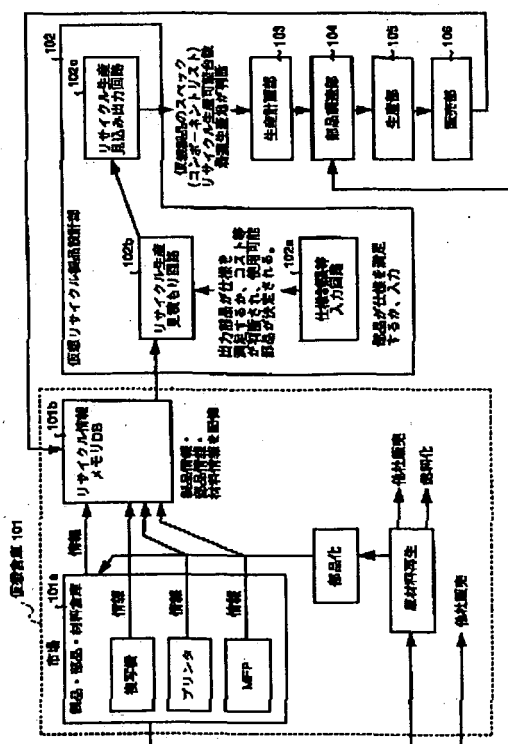 仮想倉庫 101
市場
101a
製品・部品・材料倉庫
複写機
プリンタ
MFP
情報
情報
情報
情報
101b
リサイクル情報
メモリDB
製品情報・
部品情報・
材料情報を記憶
部品化
原材料再生
他社販売
燃料化
他社販売
仮想リサイクル製品設計部
102
102c
リサイクル生産
見込み出力回路
102b
リサイクル生産
見積もり回路
出力部品が仕様を
満足するか、コスト等
が判断され、使用可能
部品が決定される。
102a
入力回路
部品が仕様を満足
するか、入力
仮想製品のスペック
(コンポーネントリスト)
リサイクル生産可能台数
103
生産計画部
104
部品調達部
105
生産部
106
販売部